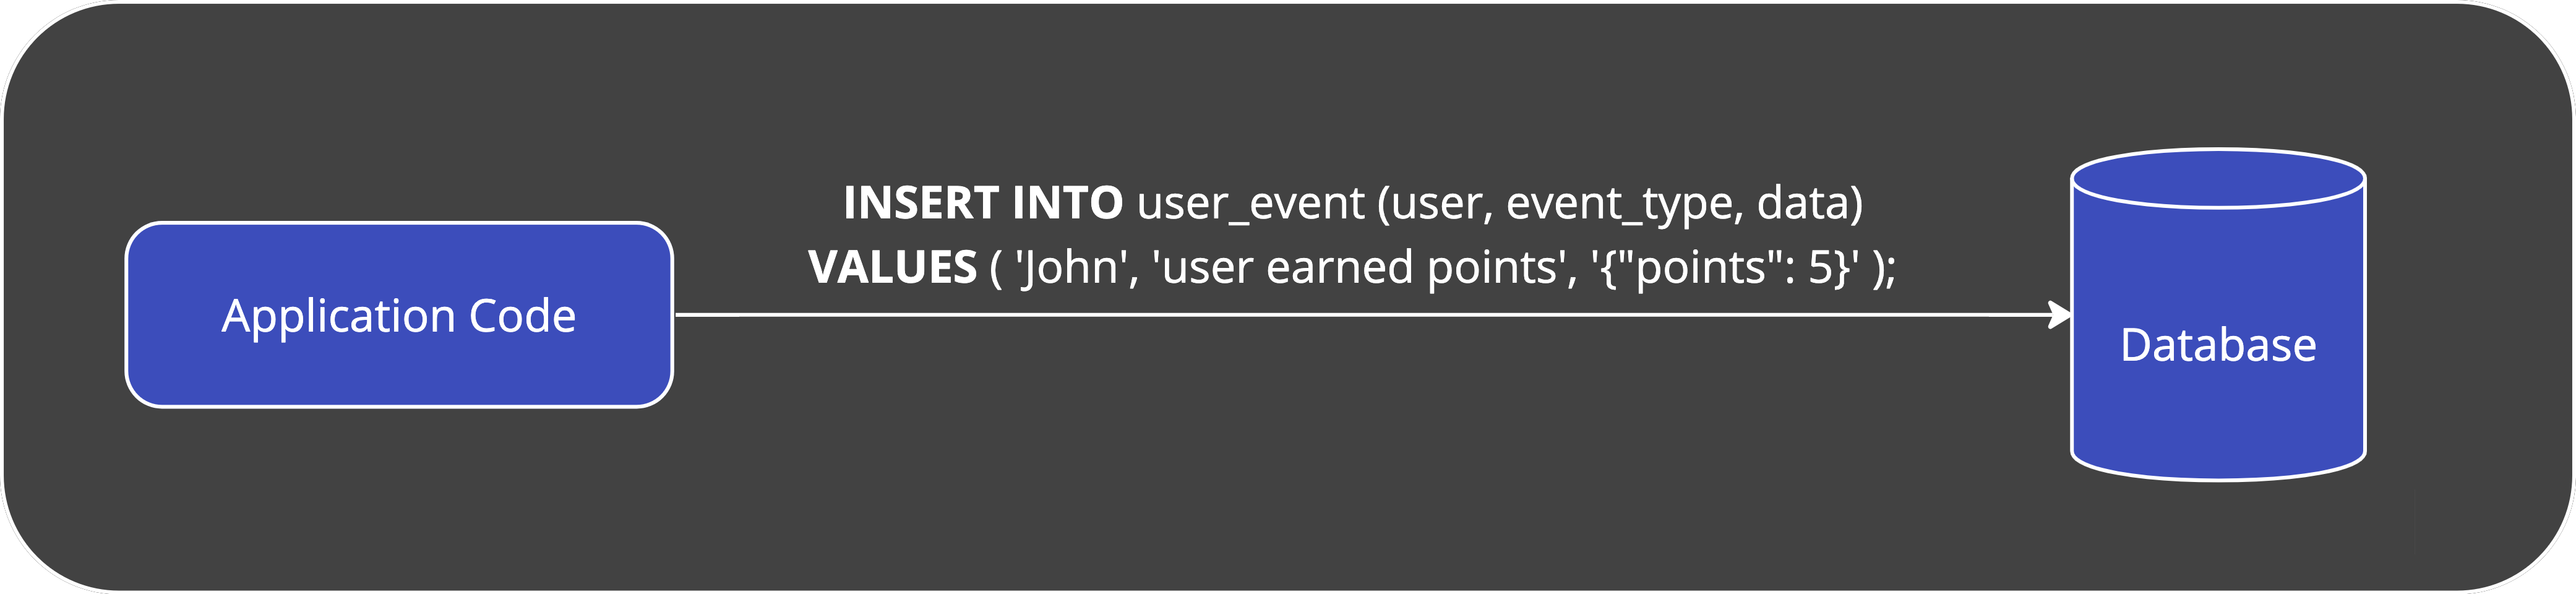 INSERT INTO user_event (user, event_type, data)
VALUES ( 'John', 'user earned points', '{"points": 5}' );
Application Code
Database